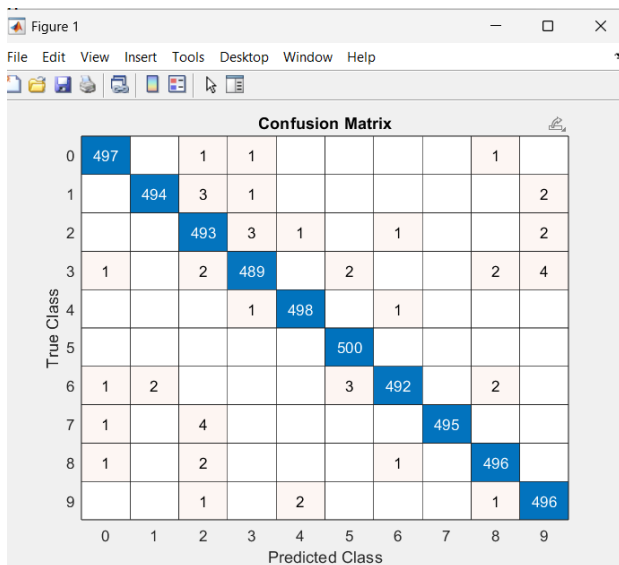 Figure 1
File Edit View Insert Tools Desktop Window Help
Confusion Matrix
0 497 1 1 1
1 494 3 1 2
2 493 3 1 1 2
3 1 2 489 2 2 4
4 1 498 1
5 500
6 1 2 3 492 2
7 1 4 495
8 1 2 1 496
9 1 2 1 496
0 1 2 3 4 5 6 7 8 9
True Class
Predicted Class